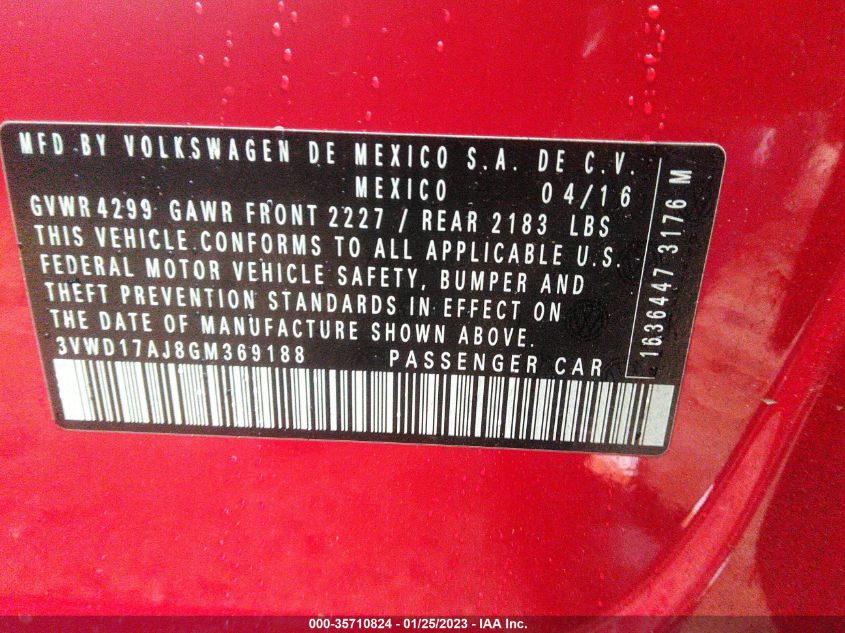 MFD BY VOLKSWAGEN DE MEXICO S.A. DE C.V.
MEXICO 04/16
GVWR 4299 GAWR FRONT 2227 / REAR 2183 LBS
THIS VEHICLE CONFORMS TO ALL APPLICABLE U.S.
FEDERAL MOTOR VEHICLE SAFETY, BUMPER AND
THEFT PREVENTION STANDARDS IN EFFECT ON
THE DATE OF MANUFACTURE SHOWN ABOVE.
3VWD17AJ8GM369188 PASSENGER CAR
1636447 3176 M
000-35710824 - 01/25/2023 - IAA Inc.